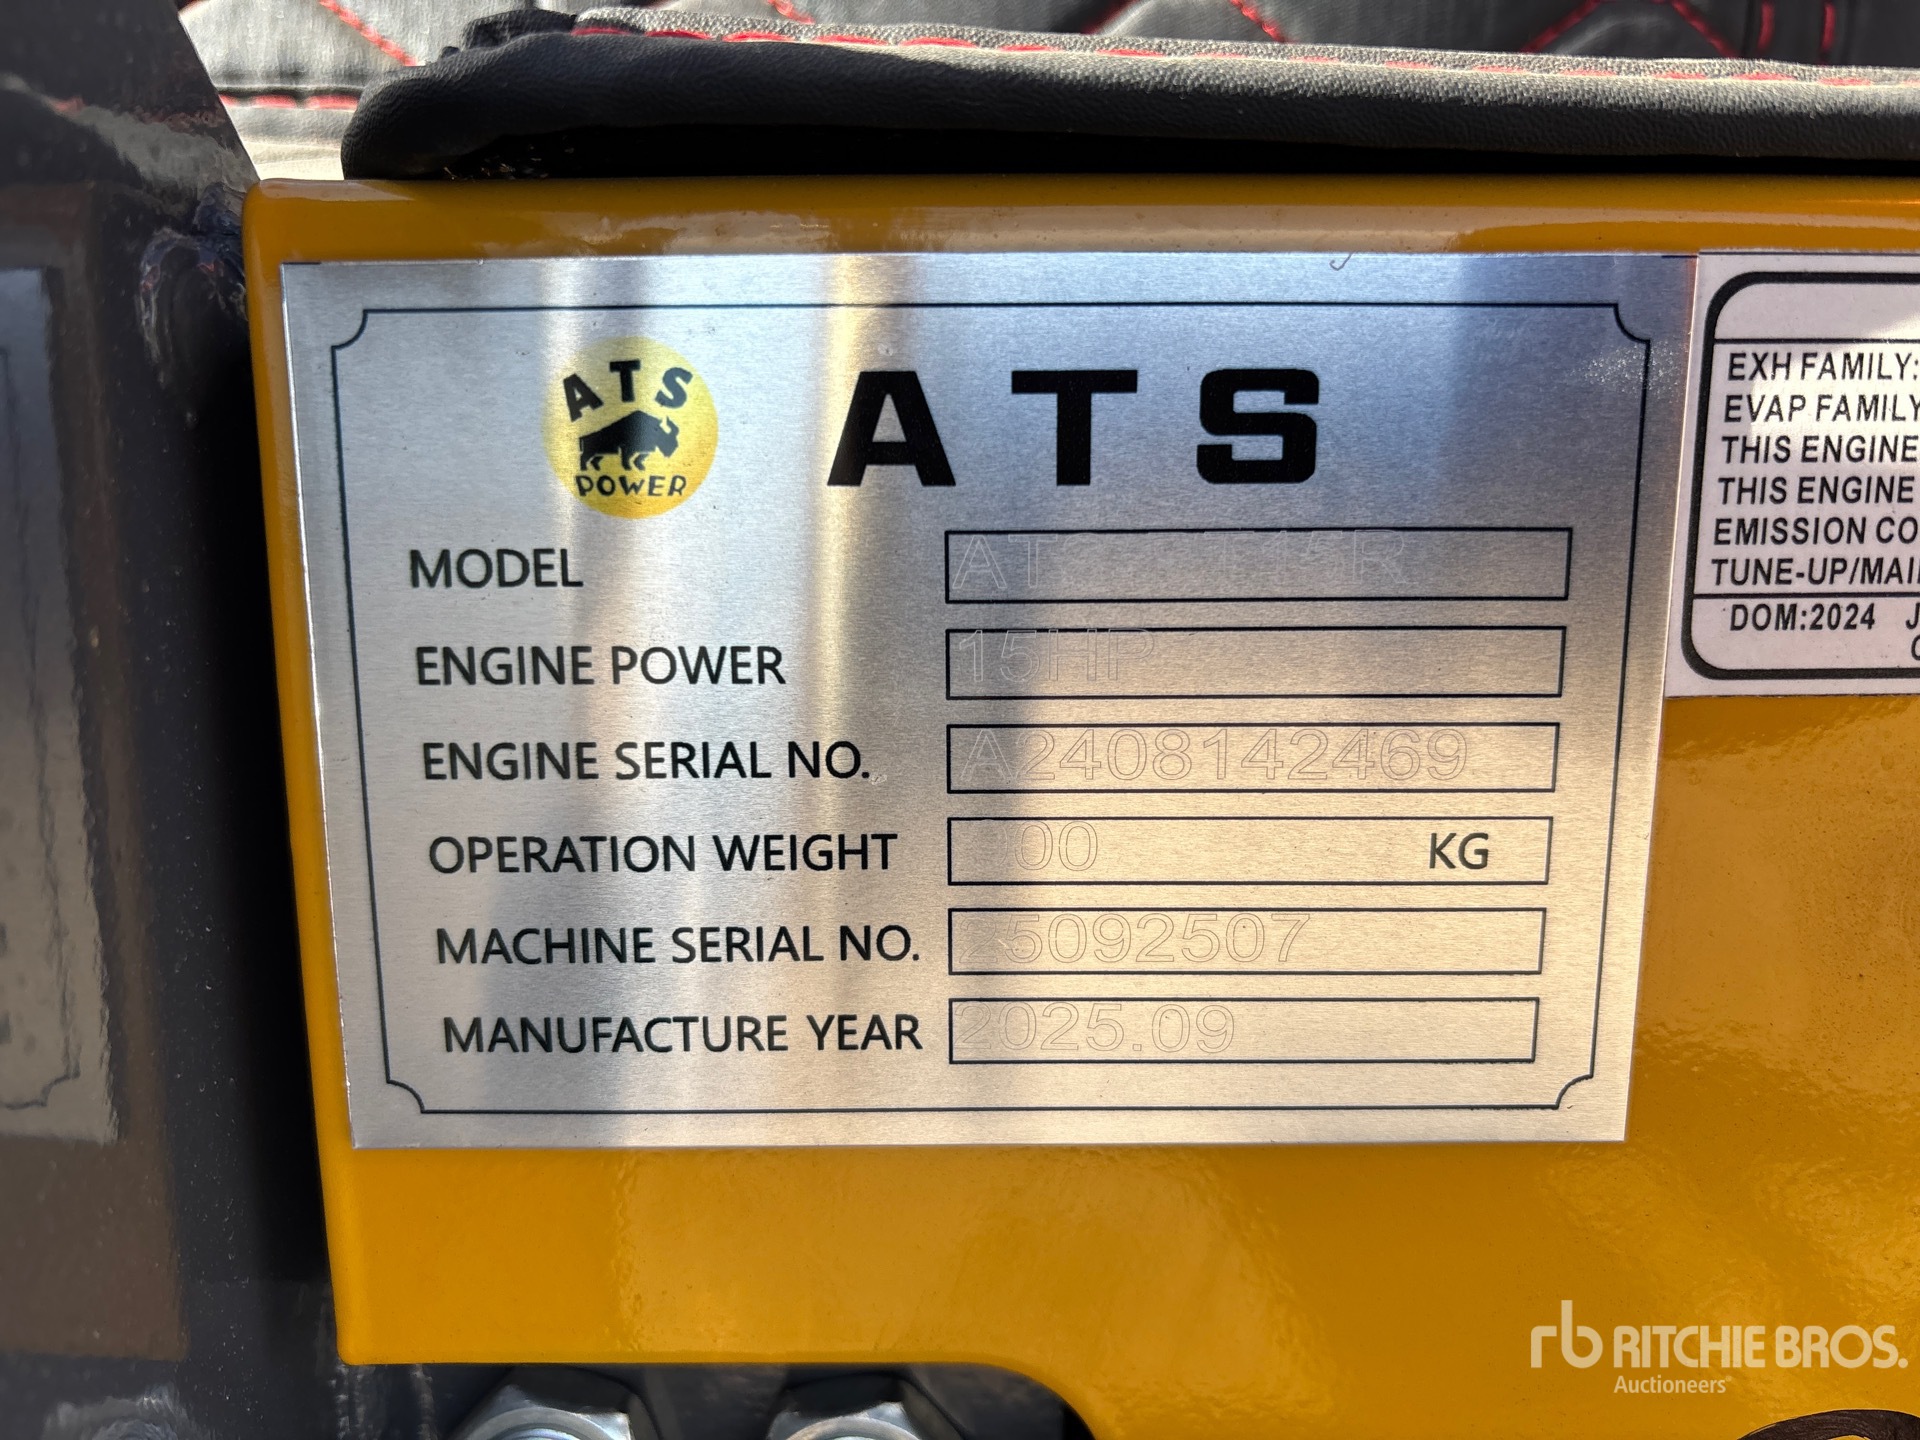 ATS
POWER
ATS
MODEL
ENGINE POWER 15HP
ENGINE SERIAL NO. A2408142469
OPERATION WEIGHT KG
MACHINE SERIAL NO. 25092507
MANUFACTURE YEAR 2025.09
EXH FAMILY:
EVAP FAMILY
THIS ENGINE
THIS ENGINE
EMISSION CO
TUNE-UP/MAI
DOM:2024 J
rb RITCHIE BROS.
Auctioneers